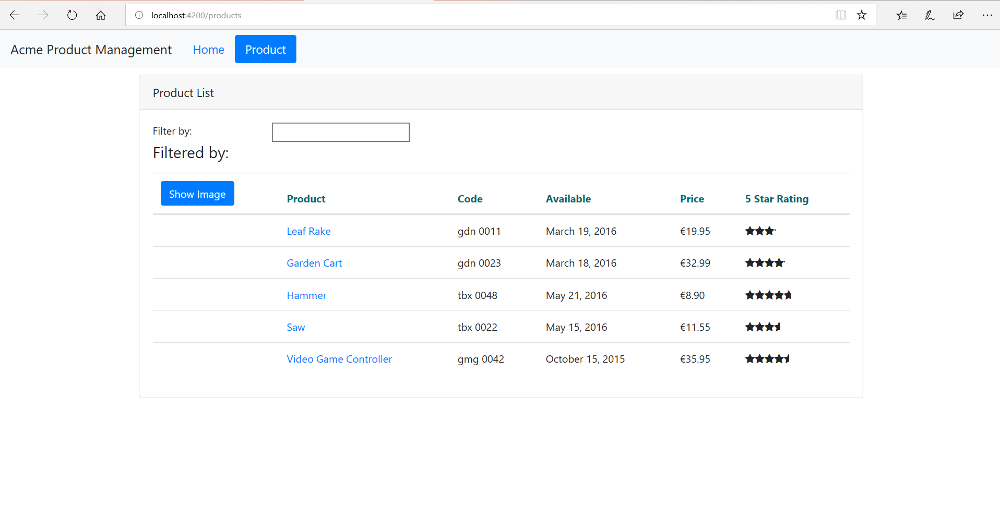 localhost:4200/products
Acme Product Management Home Product
Product List
Filter by:
Filtered by:
Show Image Product Code Available Price 5 Star Rating
Leaf Rake gdn 0011 March 19, 2016 €19.95
Garden Cart gdn 0023 March 18, 2016 €32.99
Hammer tbx 0048 May 21, 2016 €8.90
Saw tbx 0022 May 15, 2016 €11.55
Video Game Controller gmg 0042 October 15, 2015 €35.95